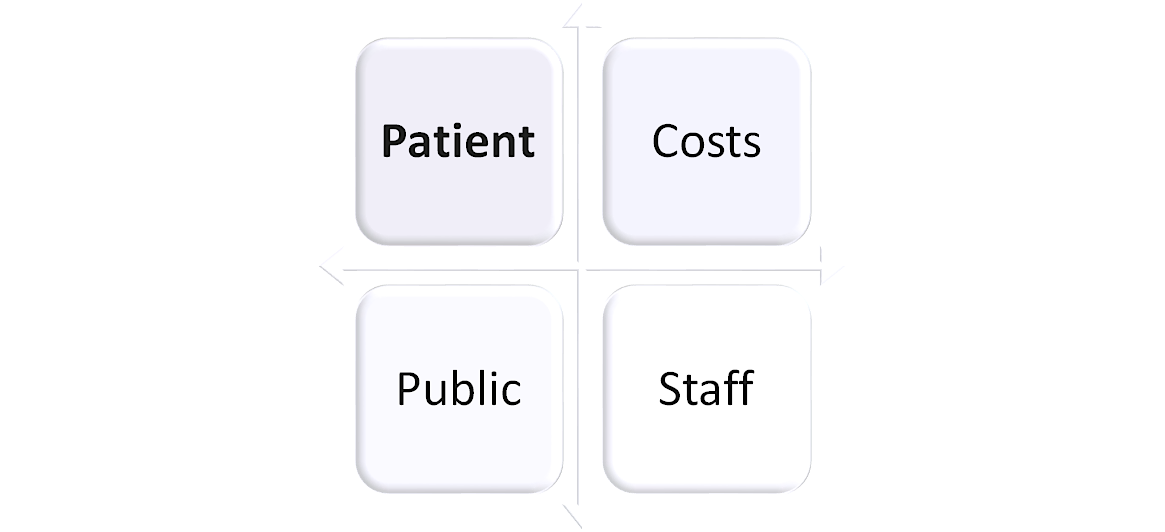 Patient
Costs
Public
Staff